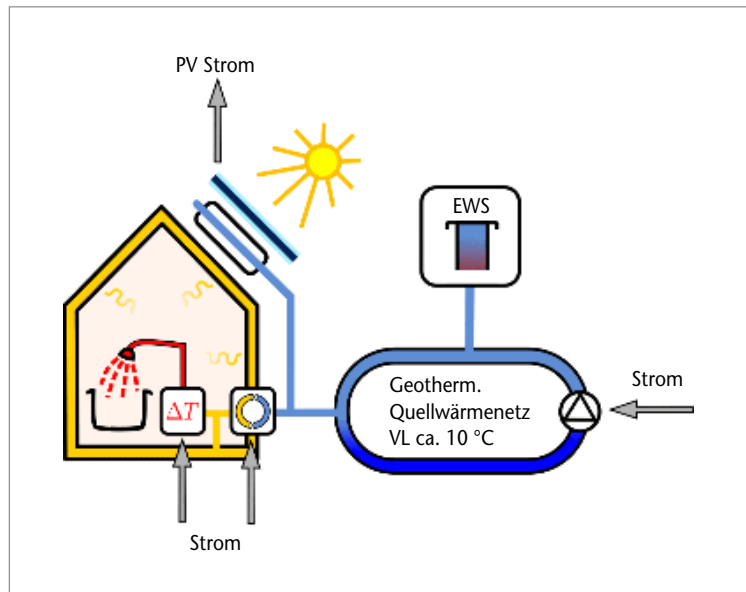 PV Strom
EWS
Geotherm.
Quellwärmenetz
VL ca. 10 °C
Strom
ΔT
Strom